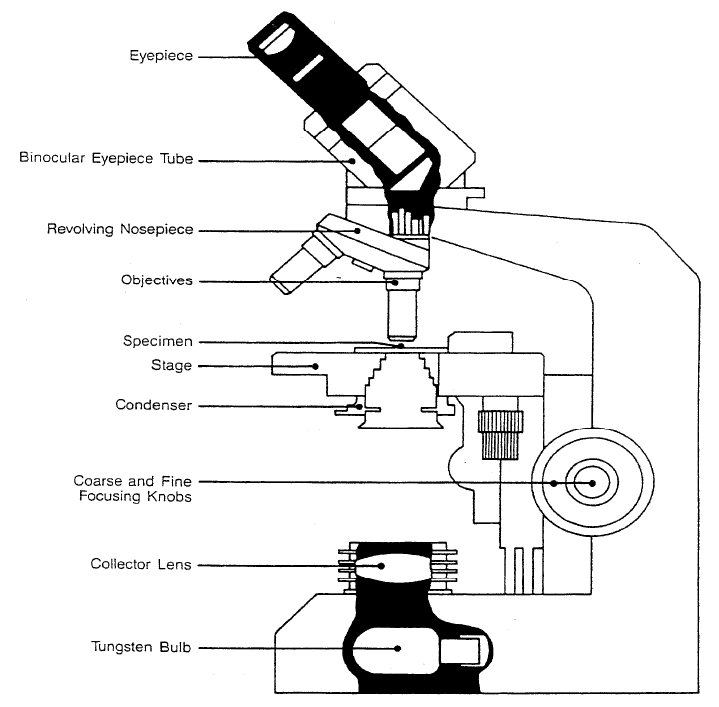 Eyepiece
Binocular Eyepiece Tube
Revolving Nosepiece
Objectives
Specimen
Stage
Condenser
Coarse and Fine
Focusing Knobs
Collector Lens
Tungsten Bulb